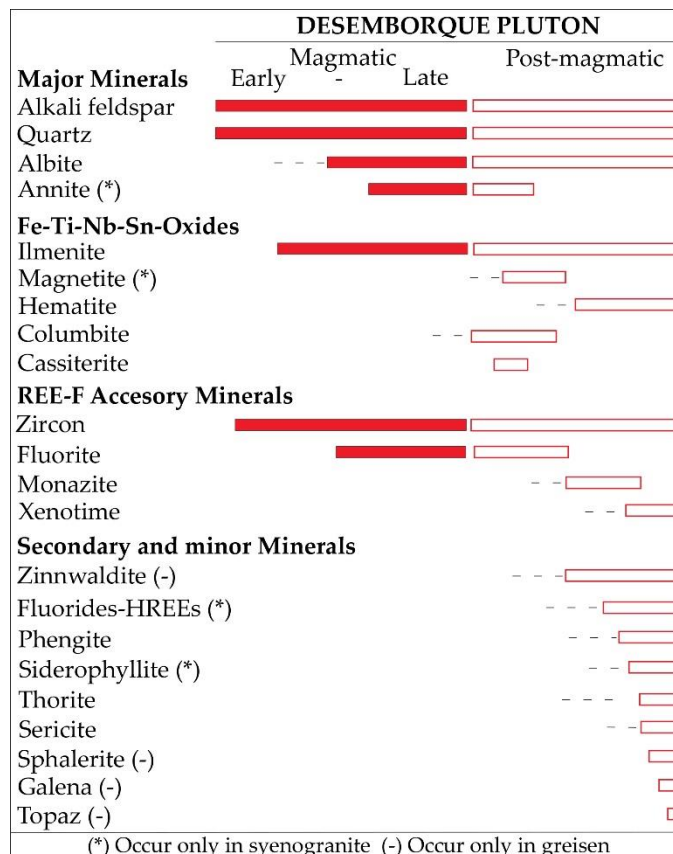 DESEMBORQUE PLUTON
Magmatic Post-magmatic
Major Minerals Early - Late
Alkali feldspar
Quartz
Albite
Annite (*)
Fe-Ti-Nb-Sn-Oxides
Ilmenite
Magnetite (*)
Hematite
Columbite
Cassiterite
REE-F Accesory Minerals
Zircon
Fluorite
Monazite
Xenotime
Secondary and minor Minerals
Zinnwaldite (-)
Fluorides-HREEs (*)
Phengite
Siderophyllite (*)
Thorite
Sericite
Sphalerite (-)
Galena (-)
Topaz (-)
(*) Occur only in syenogranite (-) Occur only in greisen